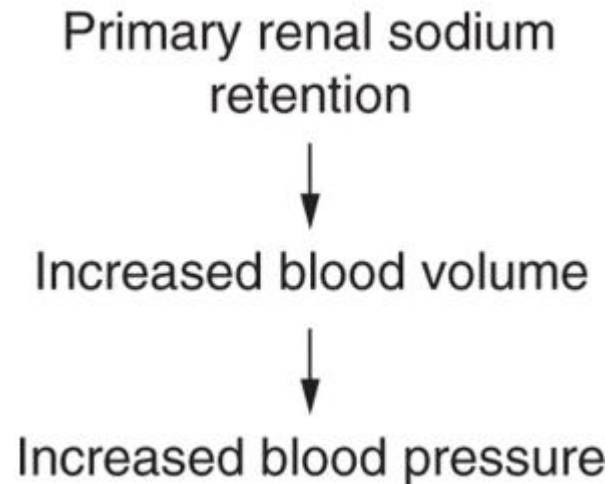 Primary renal sodium
retention
Increased blood volume
Increased blood pressure